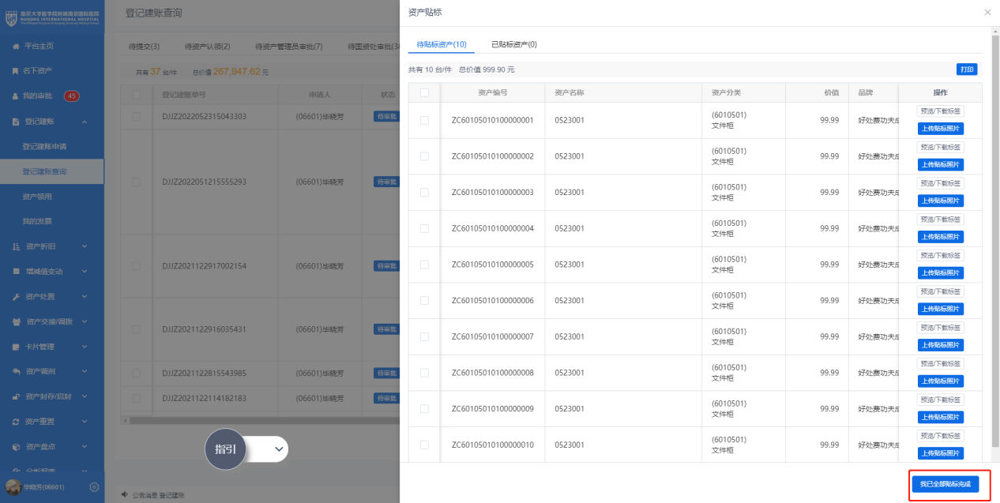 南京大学医学院附属南京国际医院
NANJING INTERNATIONAL HOSPITAL
平台主页
名下资产
我的审批 45
登记建账
登记建账申请
登记建账查询
资产领用
我的发票
资产折旧
增减值变动
资产处置
资产交接/调拨
卡片管理
资产调剂
资产封存/启封
资产重置
资产盘点
分析报表
毕晓芳(06601)
登记建账查询
待提交(3) 待资产认领(2) 待资产管理员审批(7) 待国资处审批(3
共有 37 台/件 总价值 267,947.62 元
登记建账单号 申请人 状态
DJJZ2022052315043303 (06601)毕晓芳 待审批
DJJZ2022051215555293 (06601)毕晓芳 待审批
DJJZ2021122917002154 (06601)毕晓芳 待审批
DJJZ2021122916035431 (06601)毕晓芳 待审批
DJJZ2021122815543985 (06601)毕晓芳 待审批
DJJZ2021122114182183 (06601)毕晓芳 待审批
指引
公告消息 登记建账
资产贴标
待贴标资产(10) 已贴标资产(0)
共有 10 台/件 总价值 999.90 元 打印
资产编号 资产名称 资产分类 价值 品牌 操作
ZC60105010100000001 0523001 (6010501) 文件柜 99.99 好处费功夫成 预览/下载标签 上传贴标照片
ZC60105010100000002 0523001 (6010501) 文件柜 99.99 好处费功夫成 预览/下载标签 上传贴标照片
ZC60105010100000003 0523001 (6010501) 文件柜 99.99 好处费功夫成 预览/下载标签 上传贴标照片
ZC60105010100000004 0523001 (6010501) 文件柜 99.99 好处费功夫成 预览/下载标签 上传贴标照片
ZC60105010100000005 0523001 (6010501) 文件柜 99.99 好处费功夫成 预览/下载标签 上传贴标照片
ZC60105010100000006 0523001 (6010501) 文件柜 99.99 好处费功夫成 预览/下载标签 上传贴标照片
ZC60105010100000007 0523001 (6010501) 文件柜 99.99 好处费功夫成 预览/下载标签 上传贴标照片
ZC60105010100000008 0523001 (6010501) 文件柜 99.99 好处费功夫成 预览/下载标签 上传贴标照片
ZC60105010100000009 0523001 (6010501) 文件柜 99.99 好处费功夫成 预览/下载标签 上传贴标照片
ZC60105010100000010 0523001 (6010501) 文件柜 99.99 好处费功夫成 预览/下载标签 上传贴标照片
我已全部贴标完成